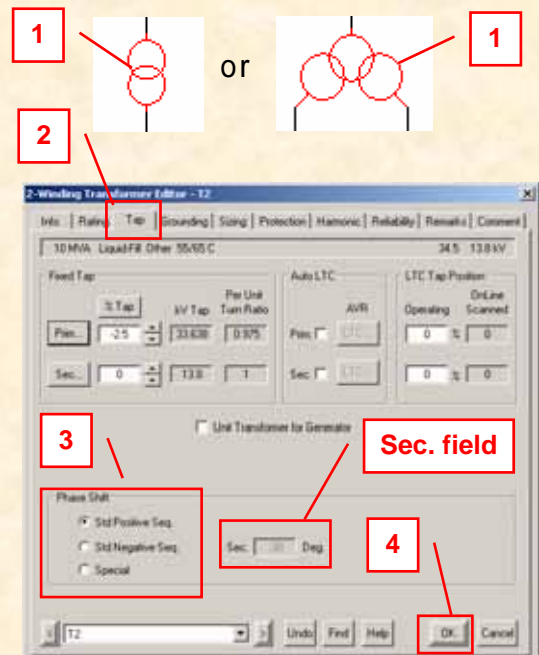 1
or
1
2
2-Winding Transformer Editor - T2
Info Rating Tap Grounding Sizing Protection Harmonic Reliability Remarks Comment
10 MVA Liquid-Fill Other 55/65 C 34.5 13.8 kV
Fixed Tap Auto LTC LTC Tap Position
% Tap kV Tap Per Unit Turn Ratio AVR Operating OnLine Scanned
Prim... -2.5 33.638 0.975 Prim. LTC... 0 % 0
Sec... 0 13.8 1 Sec. LTC... 0 % 0
Unit Transformer for Generator
3
Sec. field
Phase Shift
Std Positive Seq.
Std Negative Seq.
Special
Sec. Deg.
4
T2 Undo Find Help OK Cancel